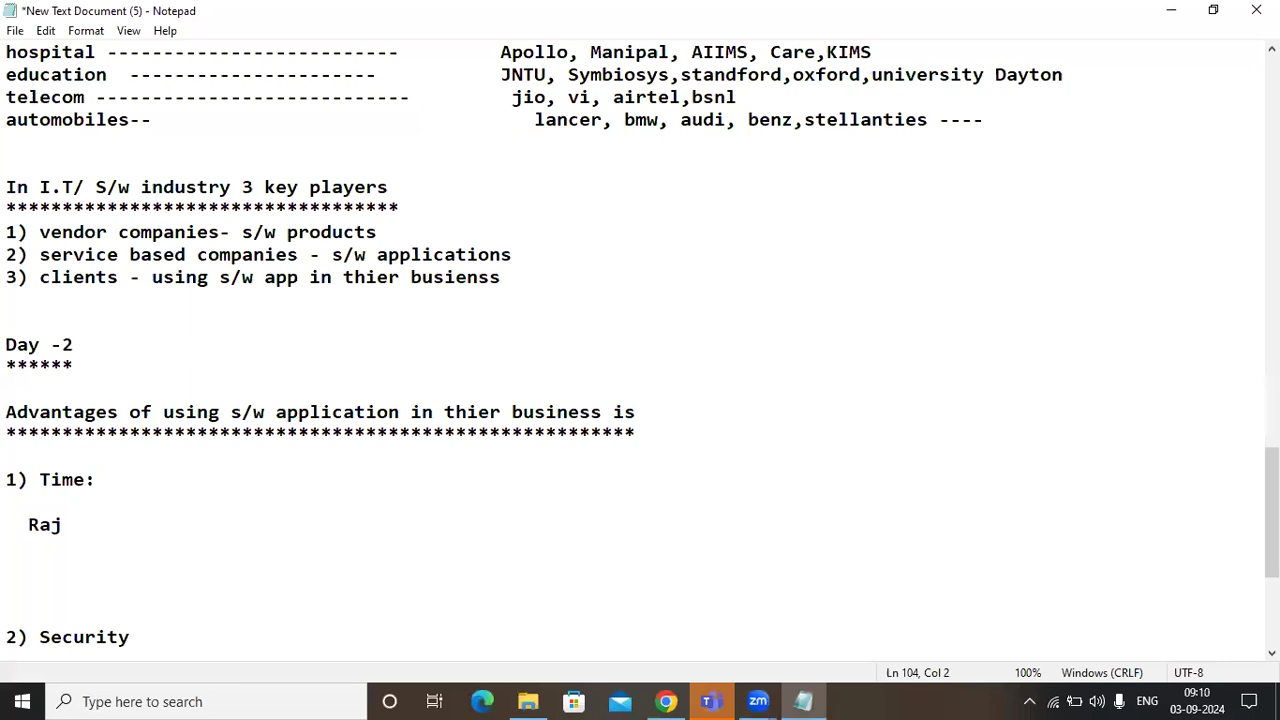 *New Text Document (5) - Notepad
File Edit Format View Help
hospital -------------------------- Apollo, Manipal, AIIMS, Care,KIMS
education ---------------------- JNTU, Symbiosys,standford,oxford,university Dayton
telecom ---------------------------- jio, vi, airtel,bsnl
automobiles-- lancer, bmw, audi, benz,stellanties ----
In I.T/ S/w industry 3 key players
***********************************
1) vendor companies- s/w products
2) service based companies - s/w applications
3) clients - using s/w app in thier busienss
Day -2
******
Advantages of using s/w application in thier business is
********************************************************
1) Time:
Raj
2) Security
Ln 104, Col 2 100% Windows (CRLF) UTF-8
Type here to search
ENG
09:10
03-09-2024